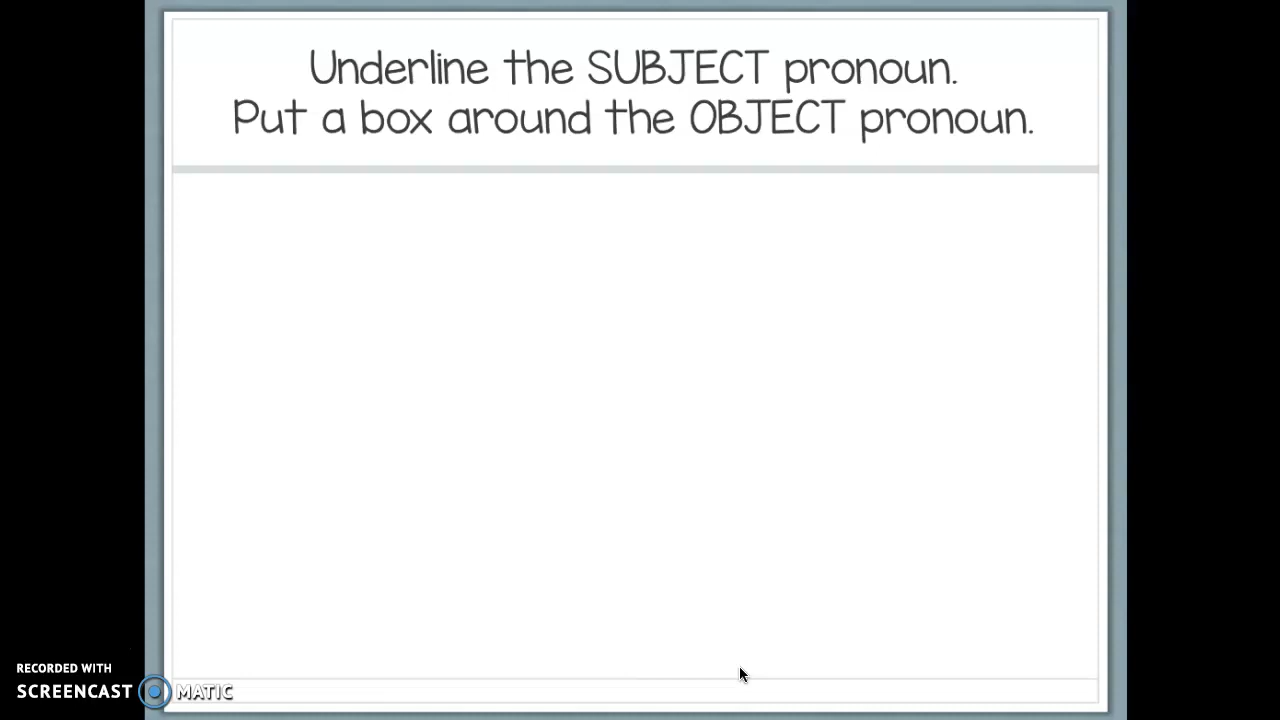 Underline the SUBJECT pronoun.
Put a box around the OBJECT pronoun.
RECORDED WITH
SCREENCAST MATIC